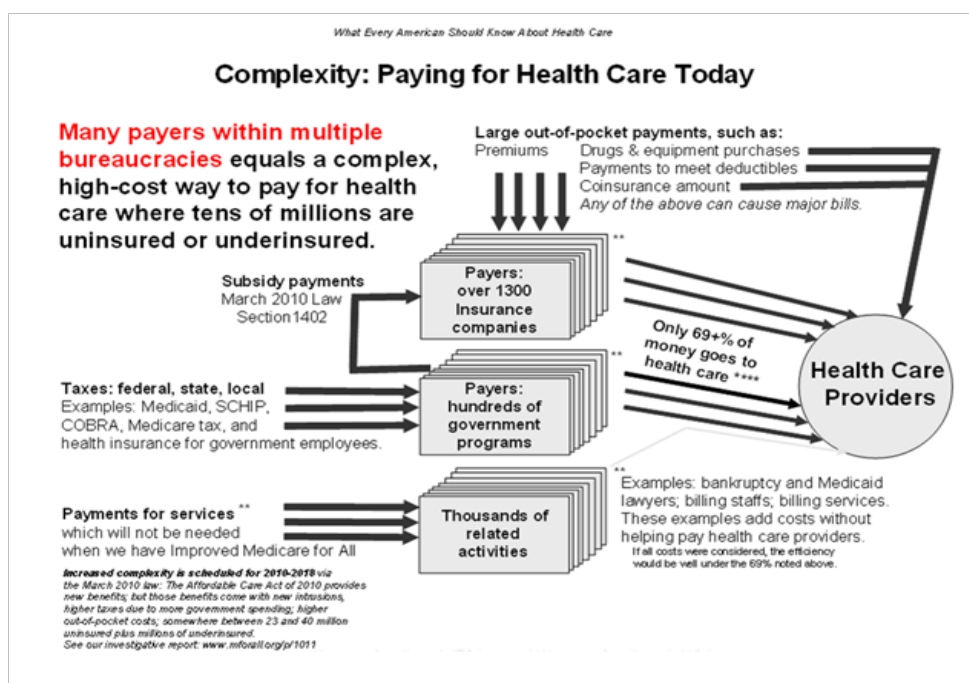 What Every American Should Know About Health Care
Complexity: Paying for Health Care Today
Many payers within multiple
bureaucracies equals a complex,
high-cost way to pay for health
care where tens of millions are
uninsured or underinsured.
Large out-of-pocket payments, such as:
Premiums
Drugs & equipment purchases
Payments to meet deductibles
Coinsurance amount
Any of the above can cause major bills.
Subsidy payments
March 2010 Law
Section 1402
**
Payers:
over 1300
Insurance
companies
Only 69+% of
money goes to
health care ****
Health Care
Providers
Taxes: federal, state, local
Examples: Medicaid, SCHIP,
COBRA, Medicare tax, and
health insurance for government employees.
**
Payers:
hundreds of
government
programs
Payments for services **
which will not be needed
when we have Improved Medicare for All
**
Thousands of
related
activities
Examples: bankruptcy and Medicaid
lawyers; billing staffs; billing services.
These examples add costs without
helping pay health care providers.
If all costs were considered, the efficiency
would be well under the 69% noted above.
Increased complexity is scheduled for 2010-2018 via
the March 2010 law: The Affordable Care Act of 2010 provides
new benefits; but those benefits come with new intrusions,
higher taxes due to more government spending; higher
out-of-pocket costs; somewhere between 23 and 40 million
uninsured plus millions of underinsured.
See our investigative report: www.mforall.org/p/1011